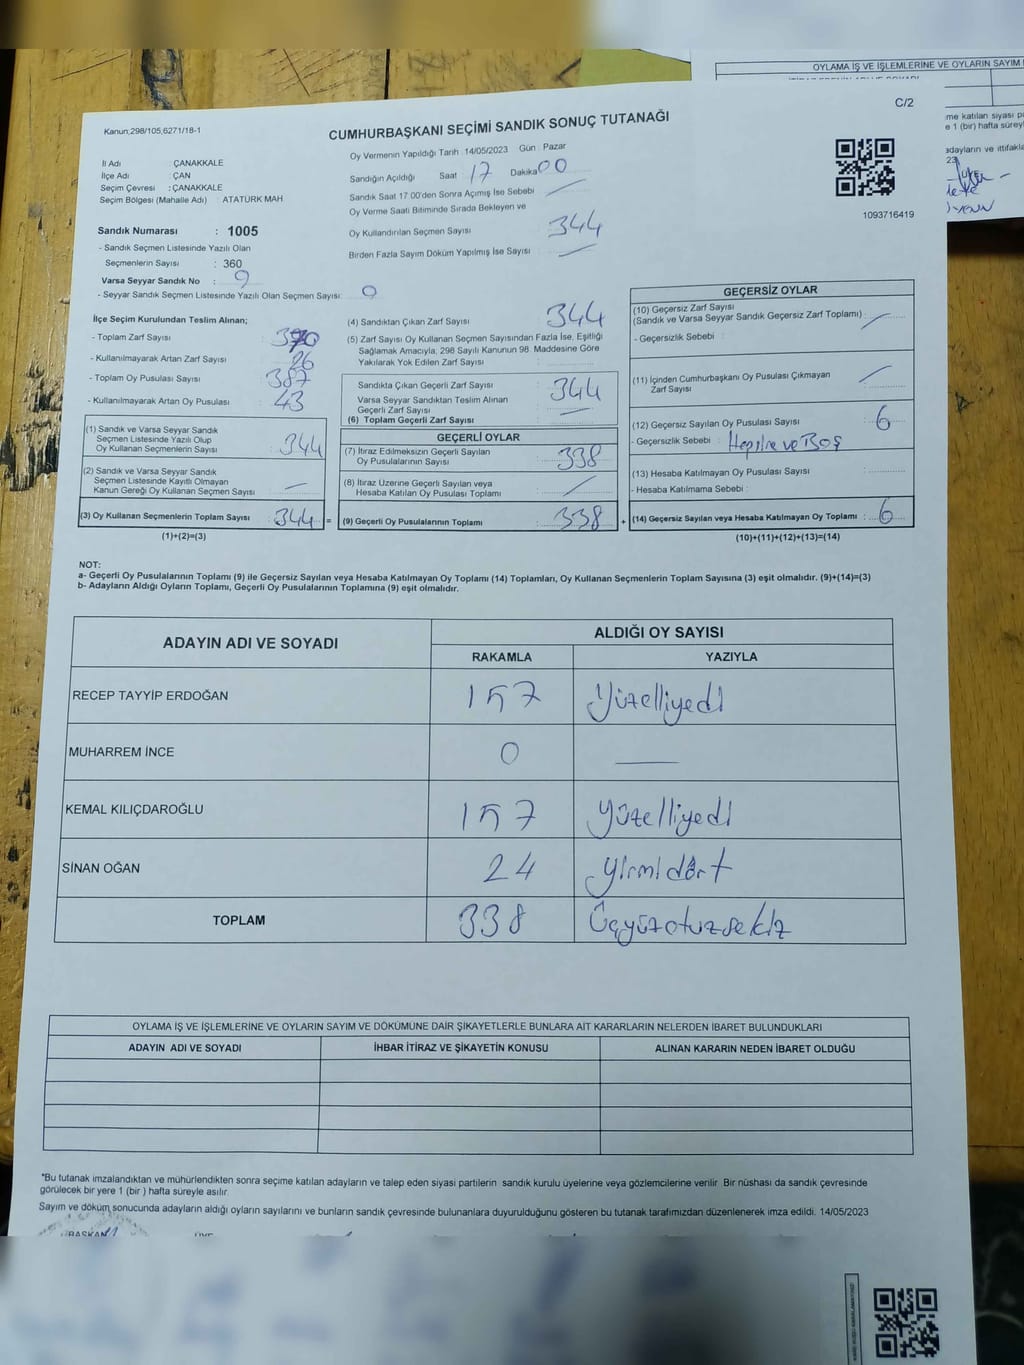 OYLAMA İŞ VE İŞLEMLERİNE VE OYLARIN SAYIM
C/2
Kanun,298/105,6271/18-1
CUMHURBAŞKANI SEÇİMİ SANDIK SONUÇ TUTANAĞI
me katılan siyasi
e 1 (bir) hafta
adayların ve
İl Adı : ÇANAKKALE
İlçe Adı : ÇAN
Seçim Çevresi : ÇANAKKALE
Seçim Bölgesi (Mahalle Adı) : ATATÜRK MAH
Oy Vermenin Yapıldığı Tarih 14/05/2023 Gün : Pazar
Sandığın Açıldığı Saat 17 Dakika 00
Sandık Saat 17:00'den Sonra Açımış İse Sebebi
Oy Verme Saati Bitiminde Sırada Bekleyen ve
Oy Kullandırılan Seçmen Sayısı 344
Birden Fazla Sayım Döküm Yapılmış İse Sayısı
1093716419
Sandık Numarası : 1005
- Sandık Seçmen Listesinde Yazılı Olan
Seçmenlerin Sayısı : 360
Varsa Seyyar Sandık No :
- Seyyar Sandık Seçmen Listesinde Yazılı Olan Seçmen Sayısı: 0
İlçe Seçim Kurulundan Teslim Alınan;
- Toplam Zarf Sayısı :
- Kullanılmayarak Artan Zarf Sayısı : 26
- Toplam Oy Pusulası Sayısı : 387
- Kullanılmayarak Artan Oy Pusulası : 43
(1) Sandık ve Varsa Seyyar Sandık
Seçmen Listesinde Yazılı Olup
Oy Kullanan Seçmenlerin Sayısı : 344
(2) Sandık ve Varsa Seyyar Sandık
Seçmen Listesinde Kayıtlı Olmayan
Kanun Gereği Oy Kullanan Seçmen Sayısı :
(3) Oy Kullanan Seçmenlerin Toplam Sayısı : 344 =
(1)+(2)=(3)
(4) Sandıktan Çıkan Zarf Sayısı : 344
(5) Zarf Sayısı Oy Kullanan Seçmen Sayısından Fazla İse, Eşitliği
Sağlamak Amacıyla, 298 Sayılı Kanunun 98. Maddesine Göre
Yakılarak Yok Edilen Zarf Sayısı :
Sandıkta Çıkan Geçerli Zarf Sayısı : 344
Varsa Seyyar Sandıktan Teslim Alınan
Geçerli Zarf Sayısı :
(6) Toplam Geçerli Zarf Sayısı
GEÇERLİ OYLAR
(7) İtiraz Edilmeksizin Geçerli Sayılan
Oy Pusulalarının Sayısı : 338
(8) İtiraz Üzerine Geçerli Sayılan veya
Hesaba Katılan Oy Pusulası Toplamı :
(9) Geçerli Oy Pusulalarının Toplamı : 338 +
GEÇERSİZ OYLAR
(10) Geçersiz Zarf Sayısı
(Sandık ve Varsa Seyyar Sandık Geçersiz Zarf Toplamı) :
- Geçersizlik Sebebi :
(11) İçinden Cumhurbaşkanı Oy Pusulası Çıkmayan
Zarf Sayısı :
(12) Geçersiz Sayılan Oy Pusulası Sayısı : 6
- Geçersizlik Sebebi : ve BOŞ
(13) Hesaba Katılmayan Oy Pusulası Sayısı :
- Hesaba Katılmama Sebebi :
(14) Geçersiz Sayılan veya Hesaba Katılmayan Oy Toplamı : 6
(10)+(11)+(12)+(13)=(14)
NOT:
a- Geçerli Oy Pusulalarının Toplamı (9) ile Geçersiz Sayılan veya Hesaba Katılmayan Oy Toplamı (14) Toplamları, Oy Kullanan Seçmenlerin Toplam Sayısına (3) eşit olmalıdır. (9)+(14)=(3)
b- Adayların Aldığı Oyların Toplamı, Geçerli Oy Pusulalarının Toplamına (9) eşit olmalıdır.
ADAYIN ADI VE SOYADI
ALDIĞI OY SAYISI
RAKAMLA YAZIYLA
RECEP TAYYİP ERDOĞAN 157 Yüzelliyedi
MUHARREM İNCE 0
KEMAL KILIÇDAROĞLU 157 Yüzelliyedi
SİNAN OĞAN 24 Yirmidört
TOPLAM 338 Üçyüzotuzsekiz
OYLAMA İŞ VE İŞLEMLERİNE VE OYLARIN SAYIM VE DÖKÜMÜNE DAİR ŞİKAYETLERLE BUNLARA AİT KARARLARIN NELERDEN İBARET BULUNDUKLARI
ADAYIN ADI VE SOYADI İHBAR İTİRAZ VE ŞİKAYETİN KONUSU ALINAN KARARIN NEDEN İBARET OLDUĞU
*Bu tutanak imzalandıktan ve mühürlendikten sonra seçime katılan adayların ve talep eden siyasi partilerin sandık kurulu üyelerine veya gözlemcilerine verilir. Bir nüshası da sandık çevresinde
görülecek bir yere 1 (bir ) hafta süreyle asılır.
Sayım ve döküm sonucunda adayların aldığı oyların sayılarını ve bunların sandık çevresinde bulunanlara duyurulduğunu gösteren bu tutanak tarafımızdan düzenlenerek imza edildi. 14/05/2023
BAŞKAN ÜYE